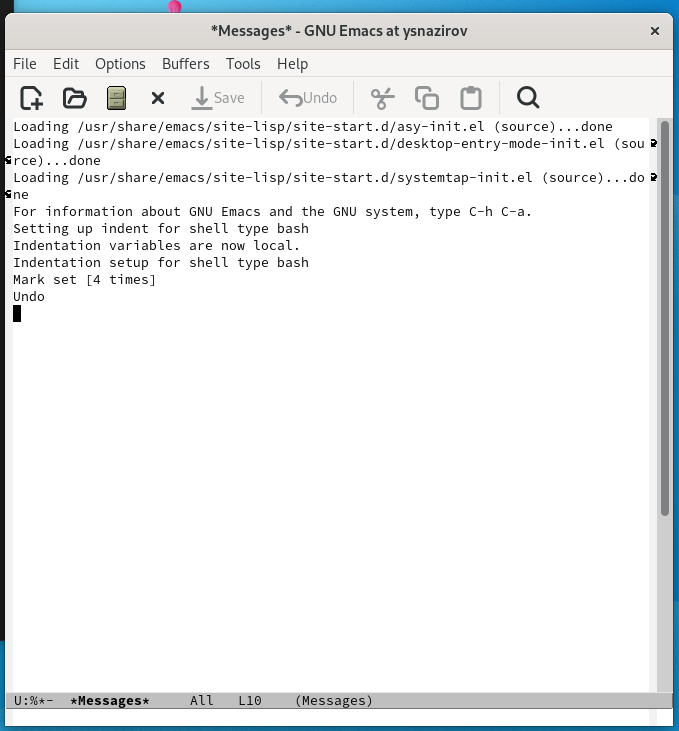 *Messages* - GNU Emacs at ysnazirov
File Edit Options Buffers Tools Help
Save Undo
Loading /usr/share/emacs/site-lisp/site-start.d/asy-init.el (source)...done
Loading /usr/share/emacs/site-lisp/site-start.d/desktop-entry-mode-init.el (sou
rce)...done
Loading /usr/share/emacs/site-lisp/site-start.d/systemtap-init.el (source)...do
ne
For information about GNU Emacs and the GNU system, type C-h C-a.
Setting up indent for shell type bash
Indentation variables are now local.
Indentation setup for shell type bash
Mark set [4 times]
Undo
U:%*- *Messages* All L10 (Messages)